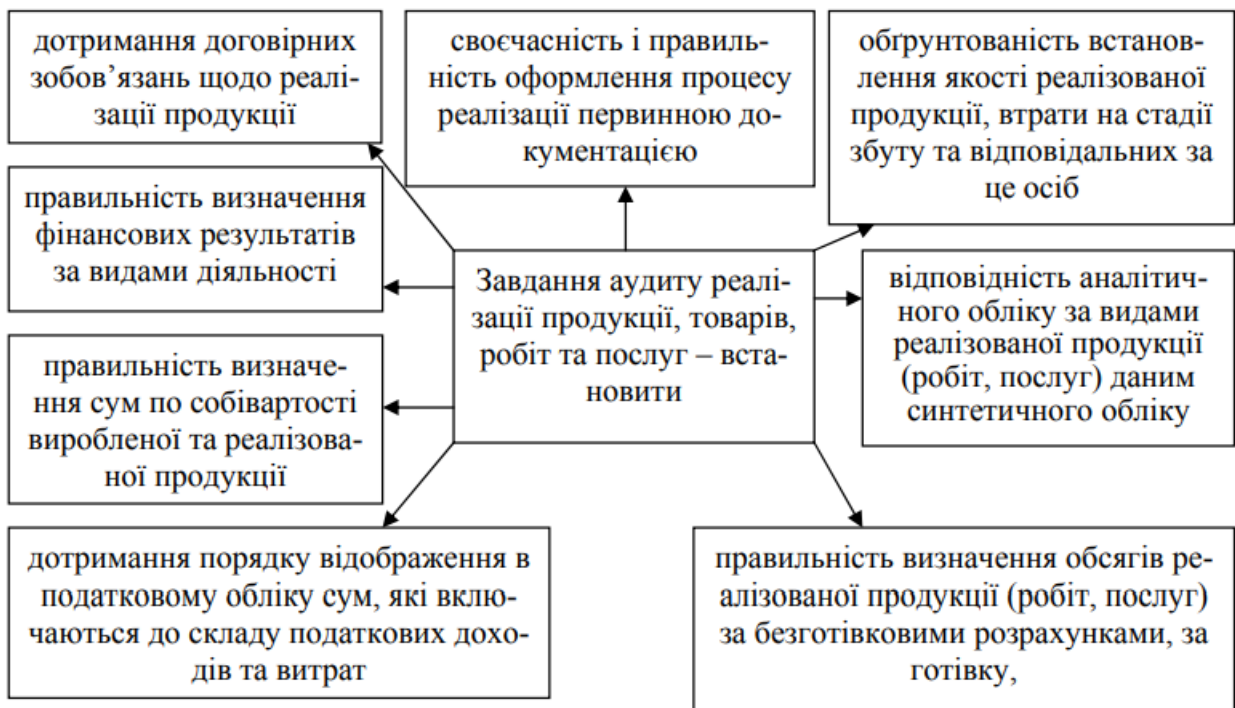 дотримання договірних
зобов’язань щодо реалі-
зації продукції
своєчасність і правиль-
ність оформлення процесу
реалізації первинною до-
кументацією
обґрунтованість встанов-
лення якості реалізованої
продукції, втрати на стадії
збуту та відповідальних за
це осіб
правильність визначення
фінансових результатів
за видами діяльності
Завдання аудиту реалі-
зації продукції, товарів,
робіт та послуг – вста-
новити
відповідність аналітич-
ного обліку за видами
реалізованої продукції
(робіт, послуг) даним
синтетичного обліку
правильність визначе-
ння сум по собівартості
виробленої та реалізова-
ної продукції
дотримання порядку відображення в
податковому обліку сум, які вклю-
чаються до складу податкових дохо-
дів та витрат
правильність визначення обсягів ре-
алізованої продукції (робіт, послуг)
за безготівковими розрахунками, за
готівку,